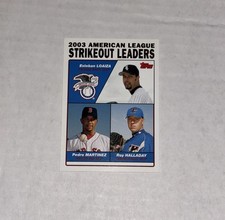 2003 AMERICAN LEAGUE
STRIKEOUT LEADERS
Esteban LOAIZA
Topps
Pedro MARTINEZ
Roy HALLADAY